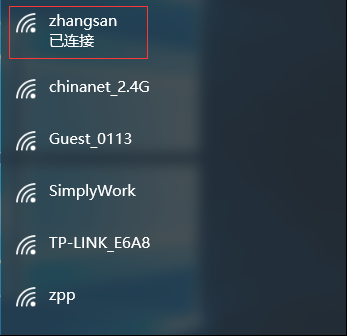 zhangsan
已连接
chinanet_2.4G
Guest_0113
SimplyWork
TP-LINK_E6A8
zpp